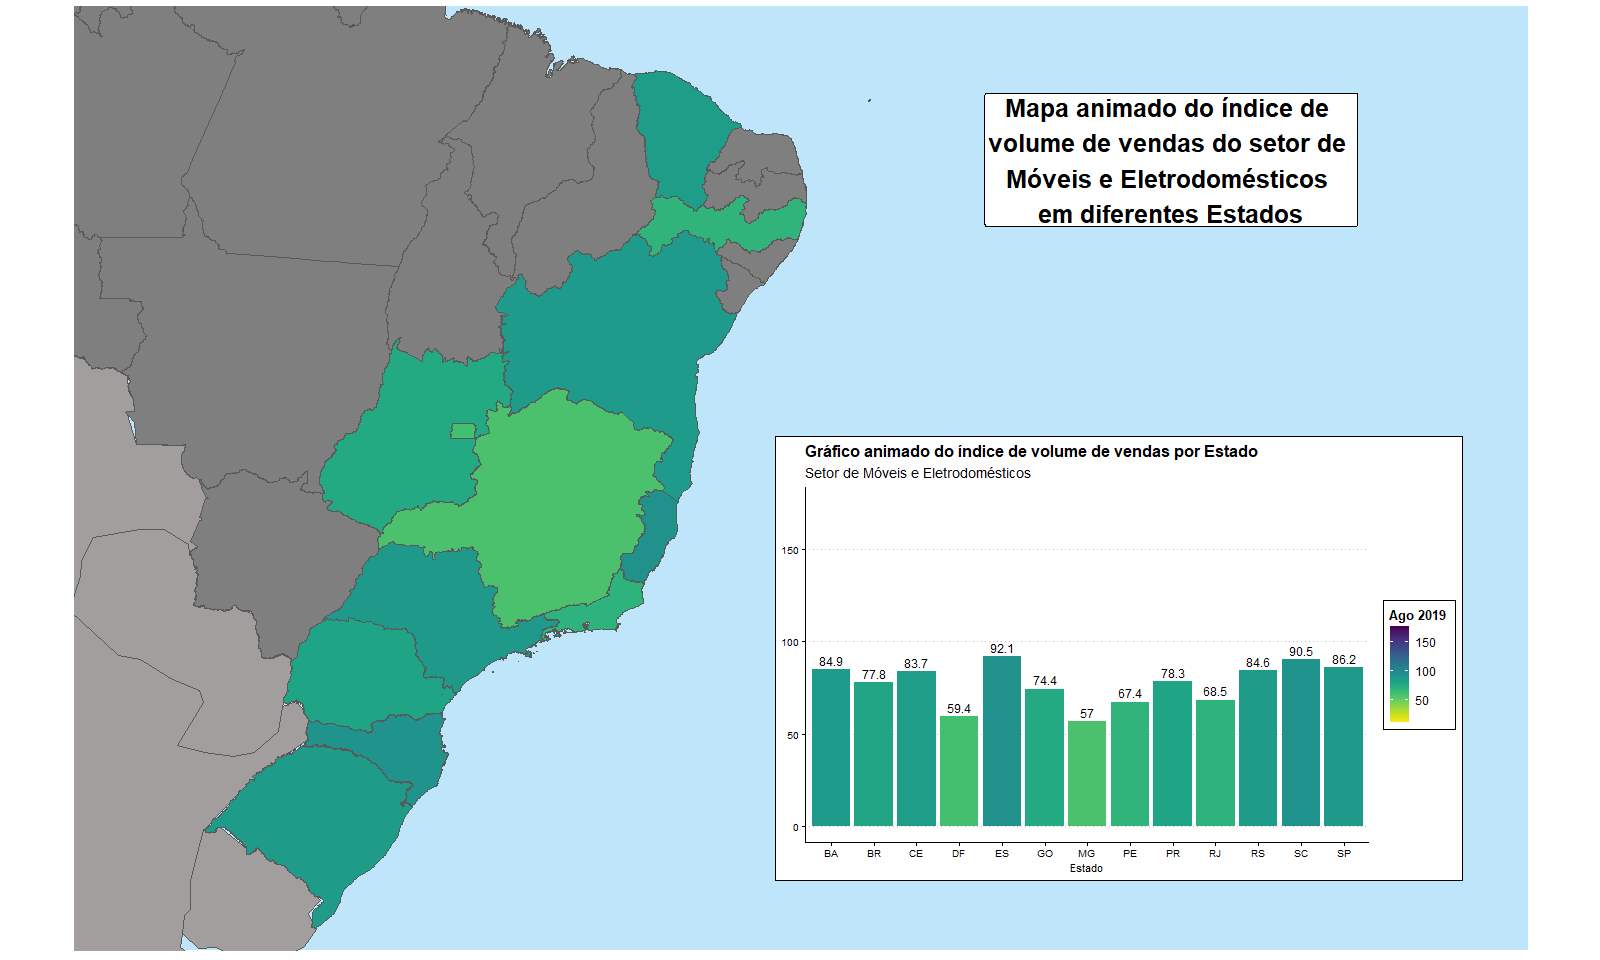 Mapa animado do índice de
volume de vendas do setor de
Móveis e Eletrodomésticos
em diferentes Estados
Gráfico animado do índice de volume de vendas por Estado
Setor de Móveis e Eletrodomésticos
150
100
50
0
84.9
77.8
83.7
59.4
92.1
74.4
57
67.4
78.3
68.5
84.6
90.5
86.2
BA BR CE DF ES GO MG PE PR RJ RS SC SP
Estado
Ago 2019
150
100
50